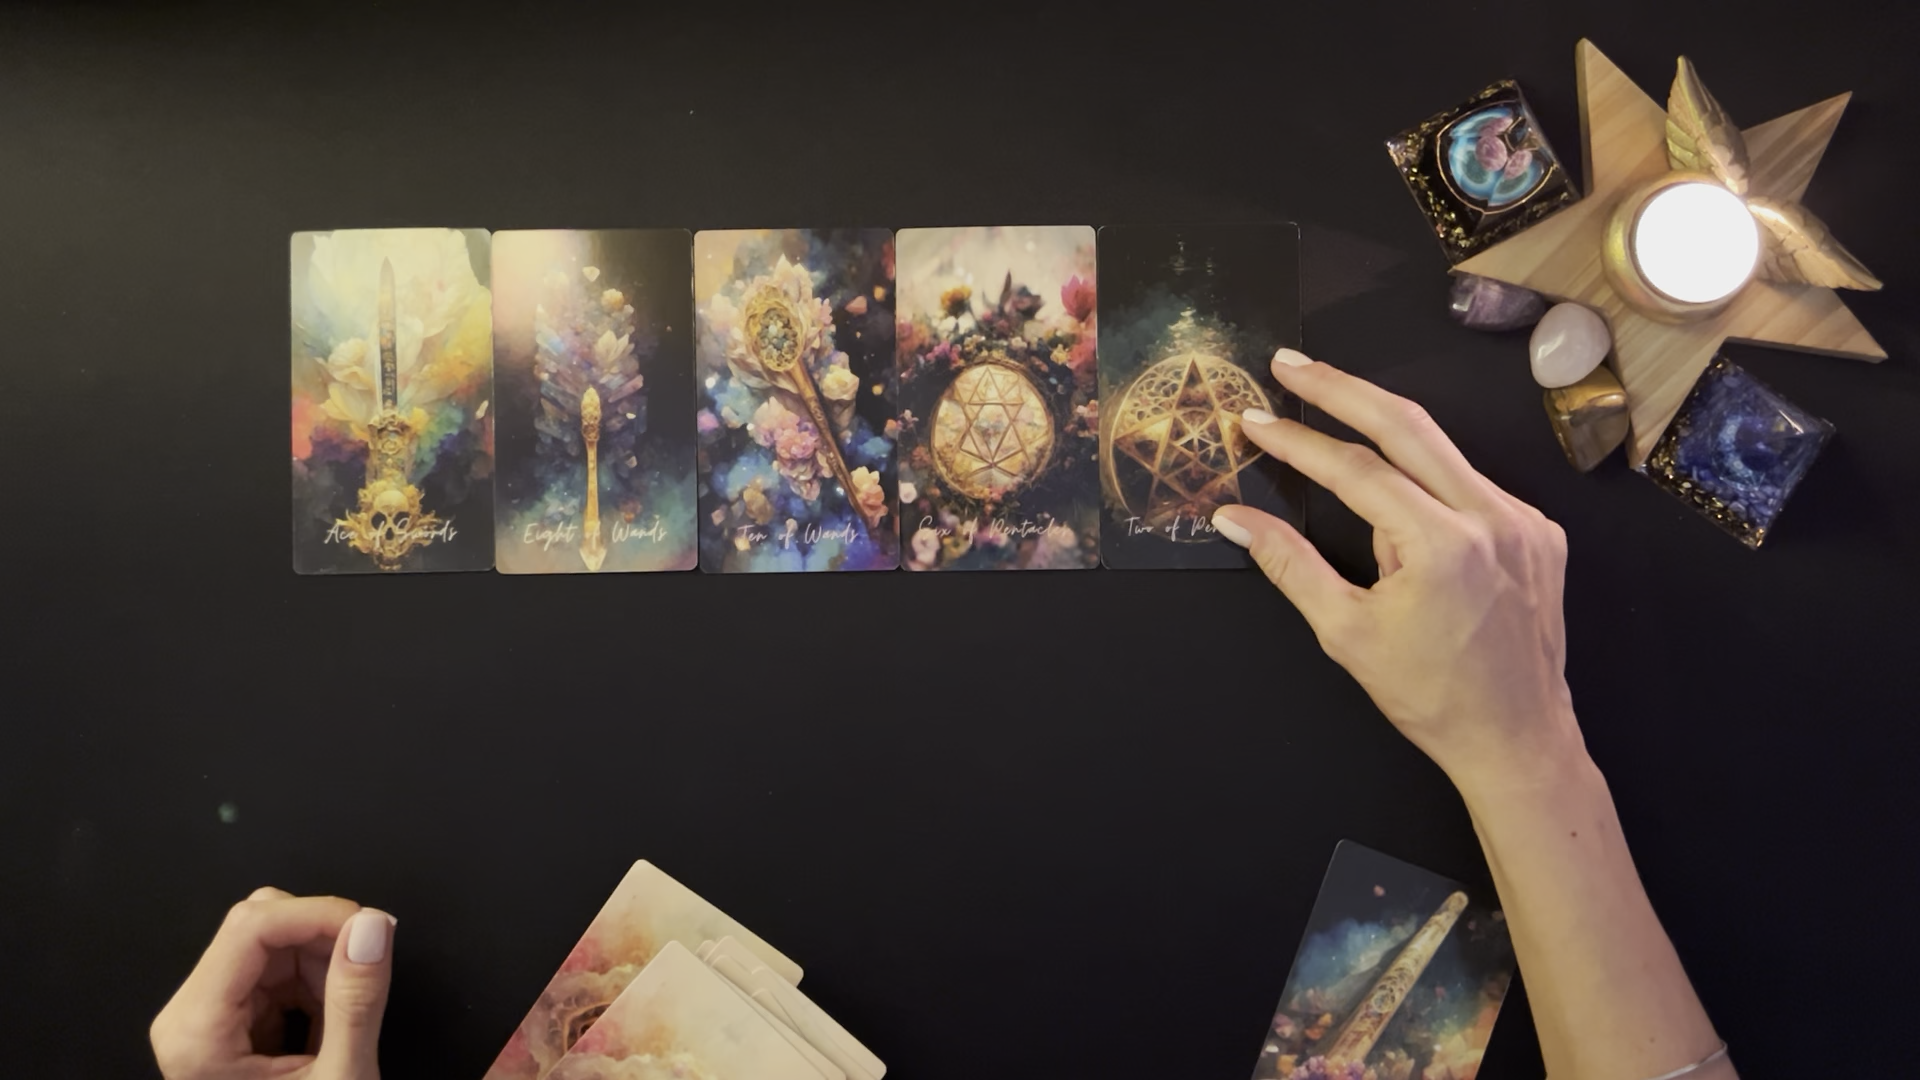 Ace of Swords
Eight of Wands
Ten of Wands
Six of Pentacles
Two of